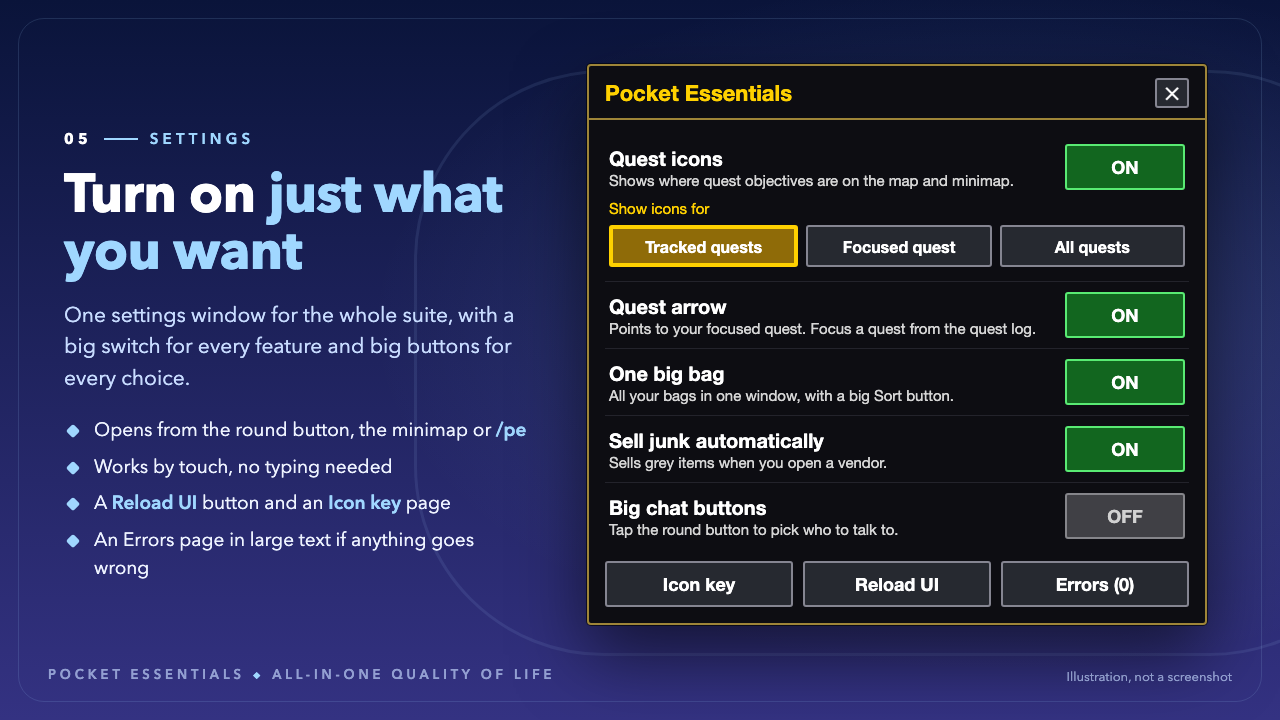 05 SETTINGS
Turn on just what
you want
One settings window for the whole suite, with a
big switch for every feature and big buttons for
every choice.
Opens from the round button, the minimap or /pe
Works by touch, no typing needed
A Reload UI button and an Icon key page
An Errors page in large text if anything goes
wrong
Pocket Essentials
Quest icons
Shows where quest objectives are on the map and minimap.
ON
Show icons for
Tracked quests
Focused quest
All quests
Quest arrow
Points to your focused quest. Focus a quest from the quest log.
ON
One big bag
All your bags in one window, with a big Sort button.
ON
Sell junk automatically
Sells grey items when you open a vendor.
ON
Big chat buttons
Tap the round button to pick who to talk to.
OFF
Icon key
Reload UI
Errors (0)
POCKET ESSENTIALS ◆ ALL-IN-ONE QUALITY OF LIFE
Illustration, not a screenshot